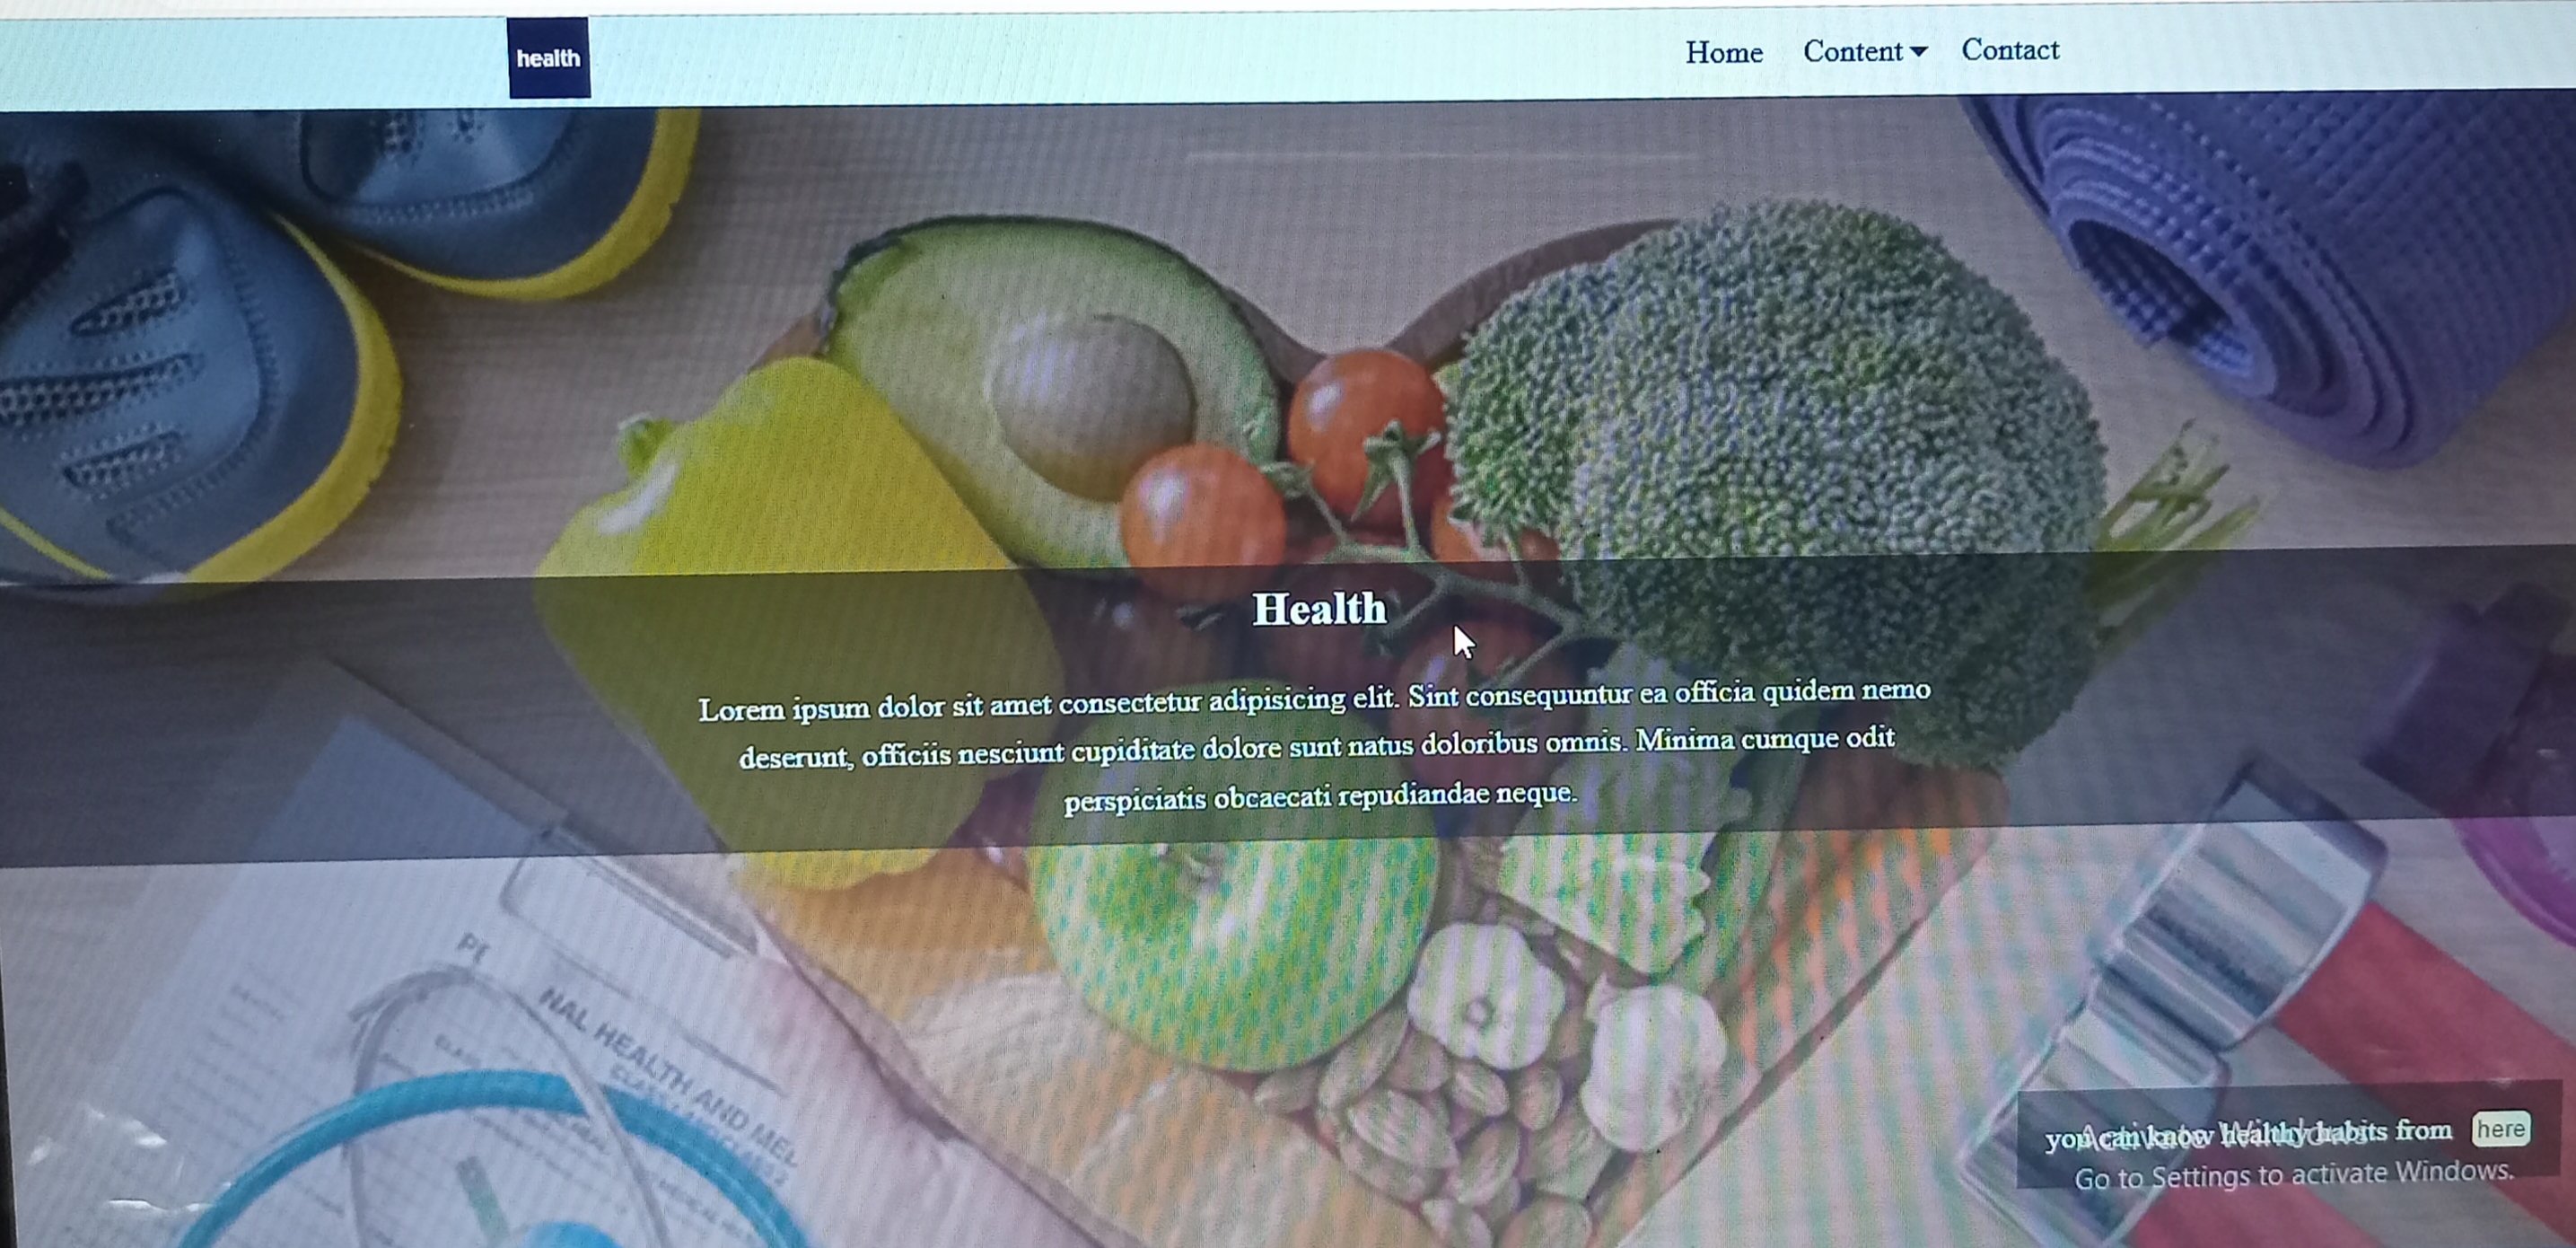 health
Home Content Contact
Health
Lorem ipsum dolor sit amet consectetur adipisicing elit. Sint consequuntur ea officia quidem nemo
deserunt, officiis nesciunt cupiditate dolore sunt natus doloribus omnis. Minima cumque odit
perspiciatis obcaecati repudiandae neque.
NAL HEALTH AND MEL
you can know healthy habits from here
Activate Windows
Go to Settings to activate Windows.